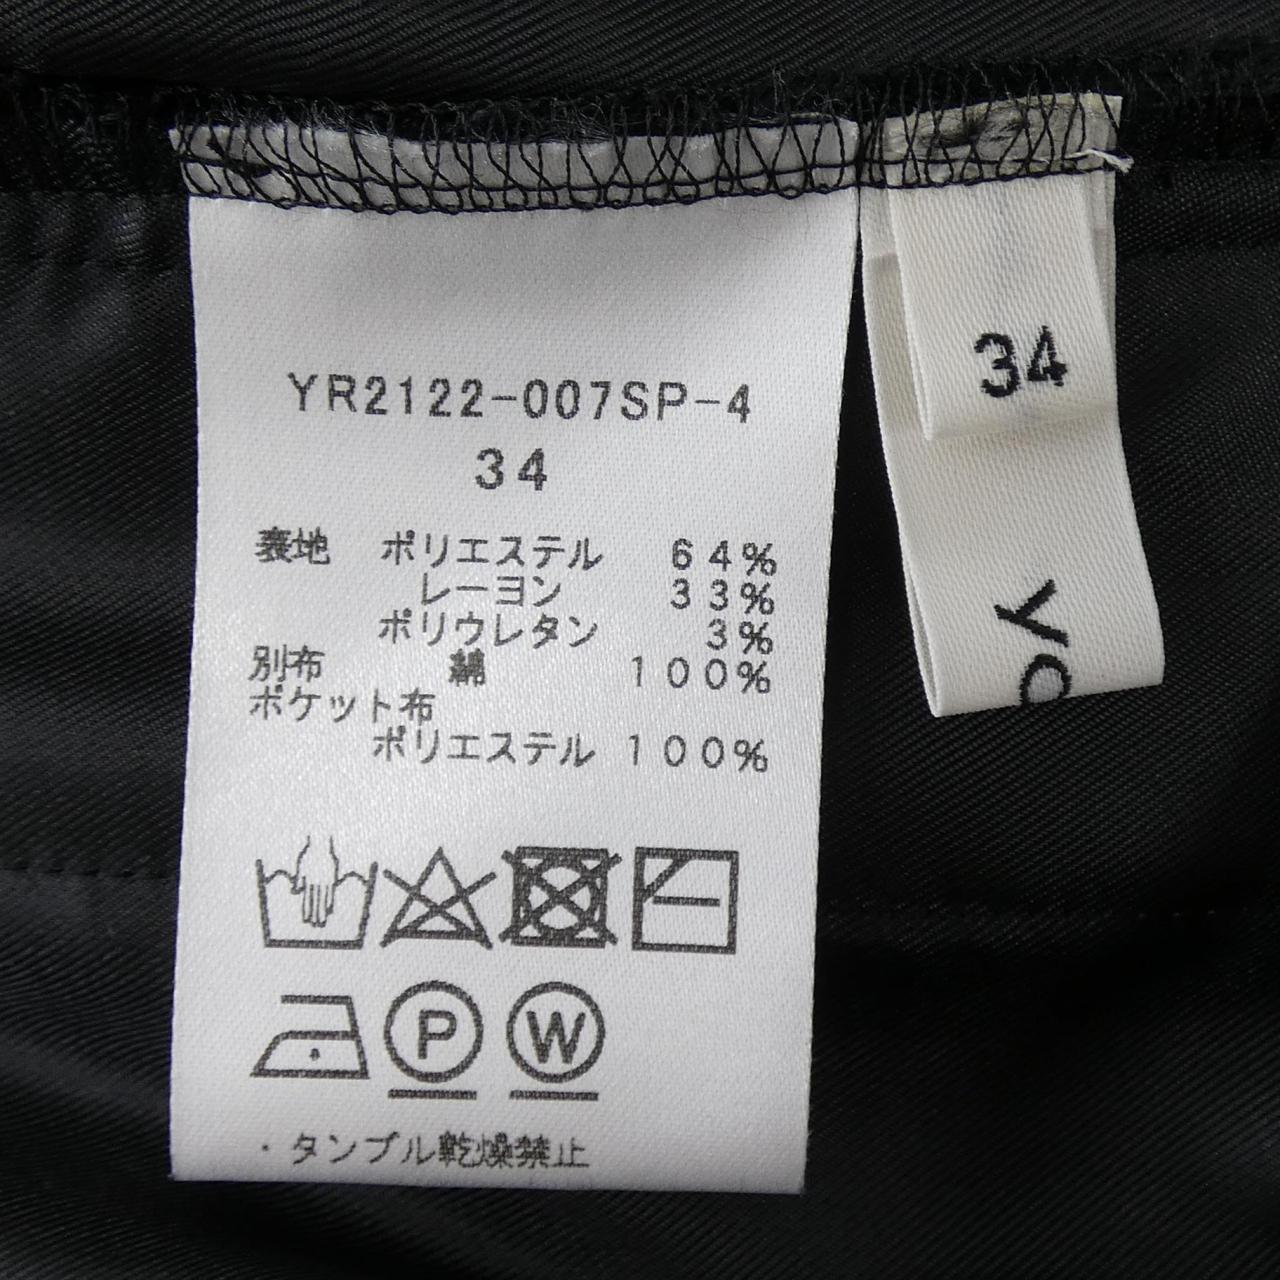 YR2122-007SP-4
34
表地 ポリエステル 64%
レーヨン 33%
ポリウレタン 3%
別布 綿 100%
ポケット布
ポリエステル 100%
P W
・タンブル乾燥禁止
34